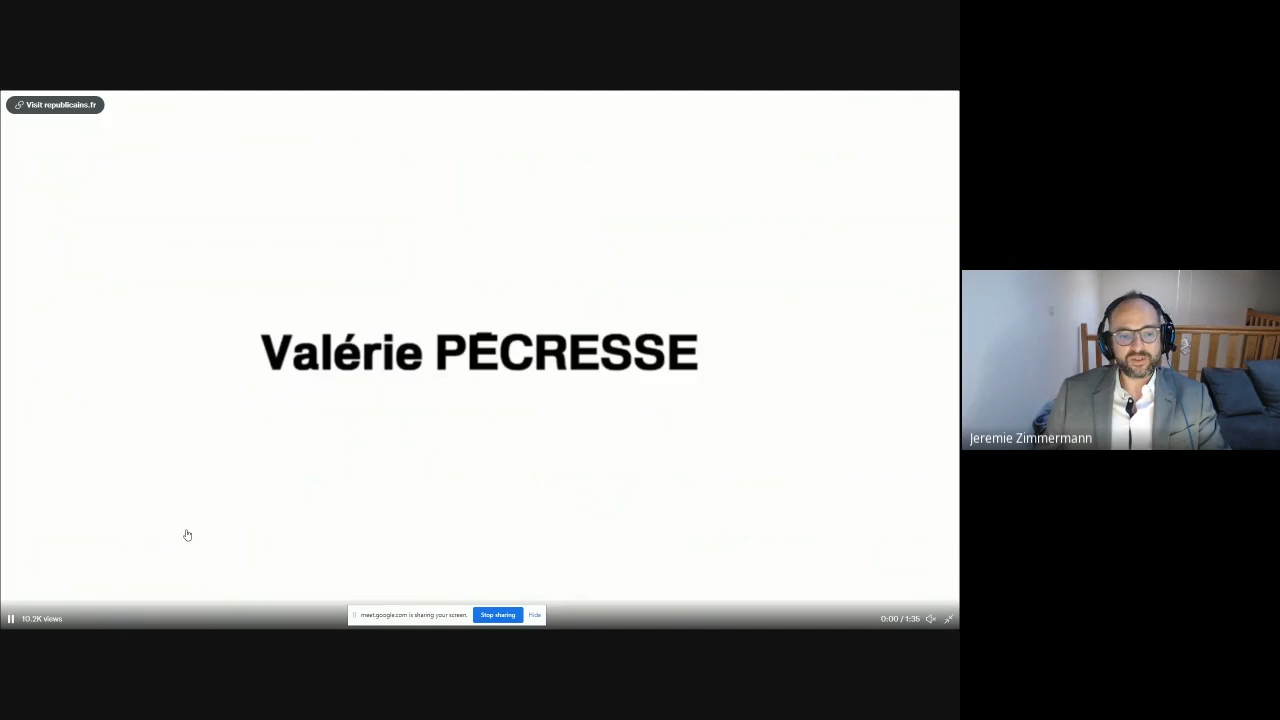 Visit republicains.fr
Valérie PÉCRESSE
Jeremie Zimmermann
meet.google.com is sharing your screen.
Stop sharing
Hide
10.2K views
0:00 / 1:35